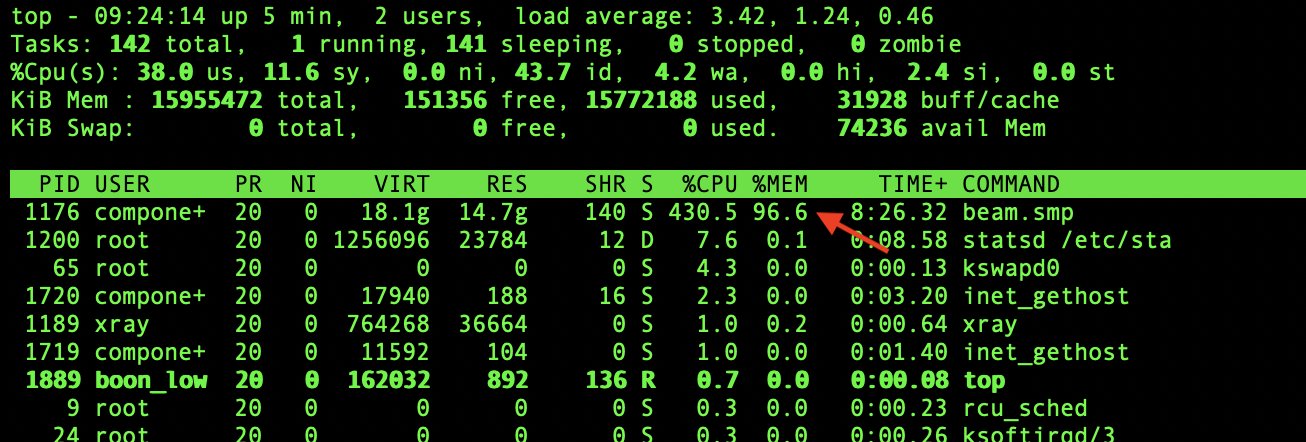 top - 09:24:14 up 5 min,  2 users,  load average: 3.42, 1.24, 0.46
Tasks: 142 total,   1 running, 141 sleeping,   0 stopped,   0 zombie
%Cpu(s): 38.0 us, 11.6 sy,  0.0 ni, 43.7 id,  4.2 wa,  0.0 hi,  2.4 si,  0.0 st
KiB Mem : 15955472 total,   151356 free, 15772188 used,    31928 buff/cache
KiB Swap:        0 total,        0 free,        0 used.    74236 avail Mem
  PID USER      PR  NI    VIRT    RES    SHR S  %CPU %MEM     TIME+ COMMAND
 1176 compone+  20   0   18.1g  14.7g    140 S 430.5 96.6   8:26.32 beam.smp
 1200 root      20   0 1256096  23784     12 D   7.6  0.1   0:08.58 statsd /etc/sta
   65 root      20   0       0      0      0 S   4.3  0.0   0:00.13 kswapd0
 1720 compone+  20   0   17940    188     16 S   2.3  0.0   0:03.20 inet_gethost
 1189 xray      20   0  764268  36664      0 S   1.0  0.2   0:00.64 xray
 1719 compone+  20   0   11592    104      0 S   1.0  0.0   0:01.40 inet_gethost
 1889 boon_low  20   0  162032    892    136 R   0.7  0.0   0:00.08 top
    9 root      20   0       0      0      0 S   0.3  0.0   0:00.23 rcu_sched
   24 root      20   0       0      0      0 S   0.3  0.0   0:00.26 ksoftirqd/3